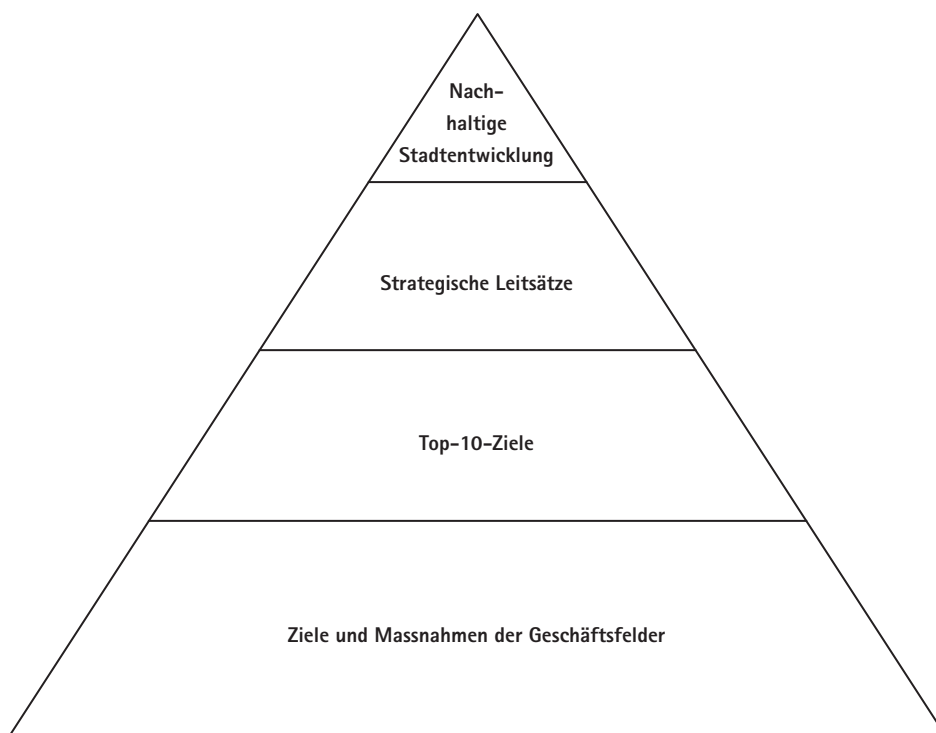 Nach-
haltige
Stadtentwicklung
Strategische Leitsätze
Top-10-Ziele
Ziele und Massnahmen der Geschäftsfelder